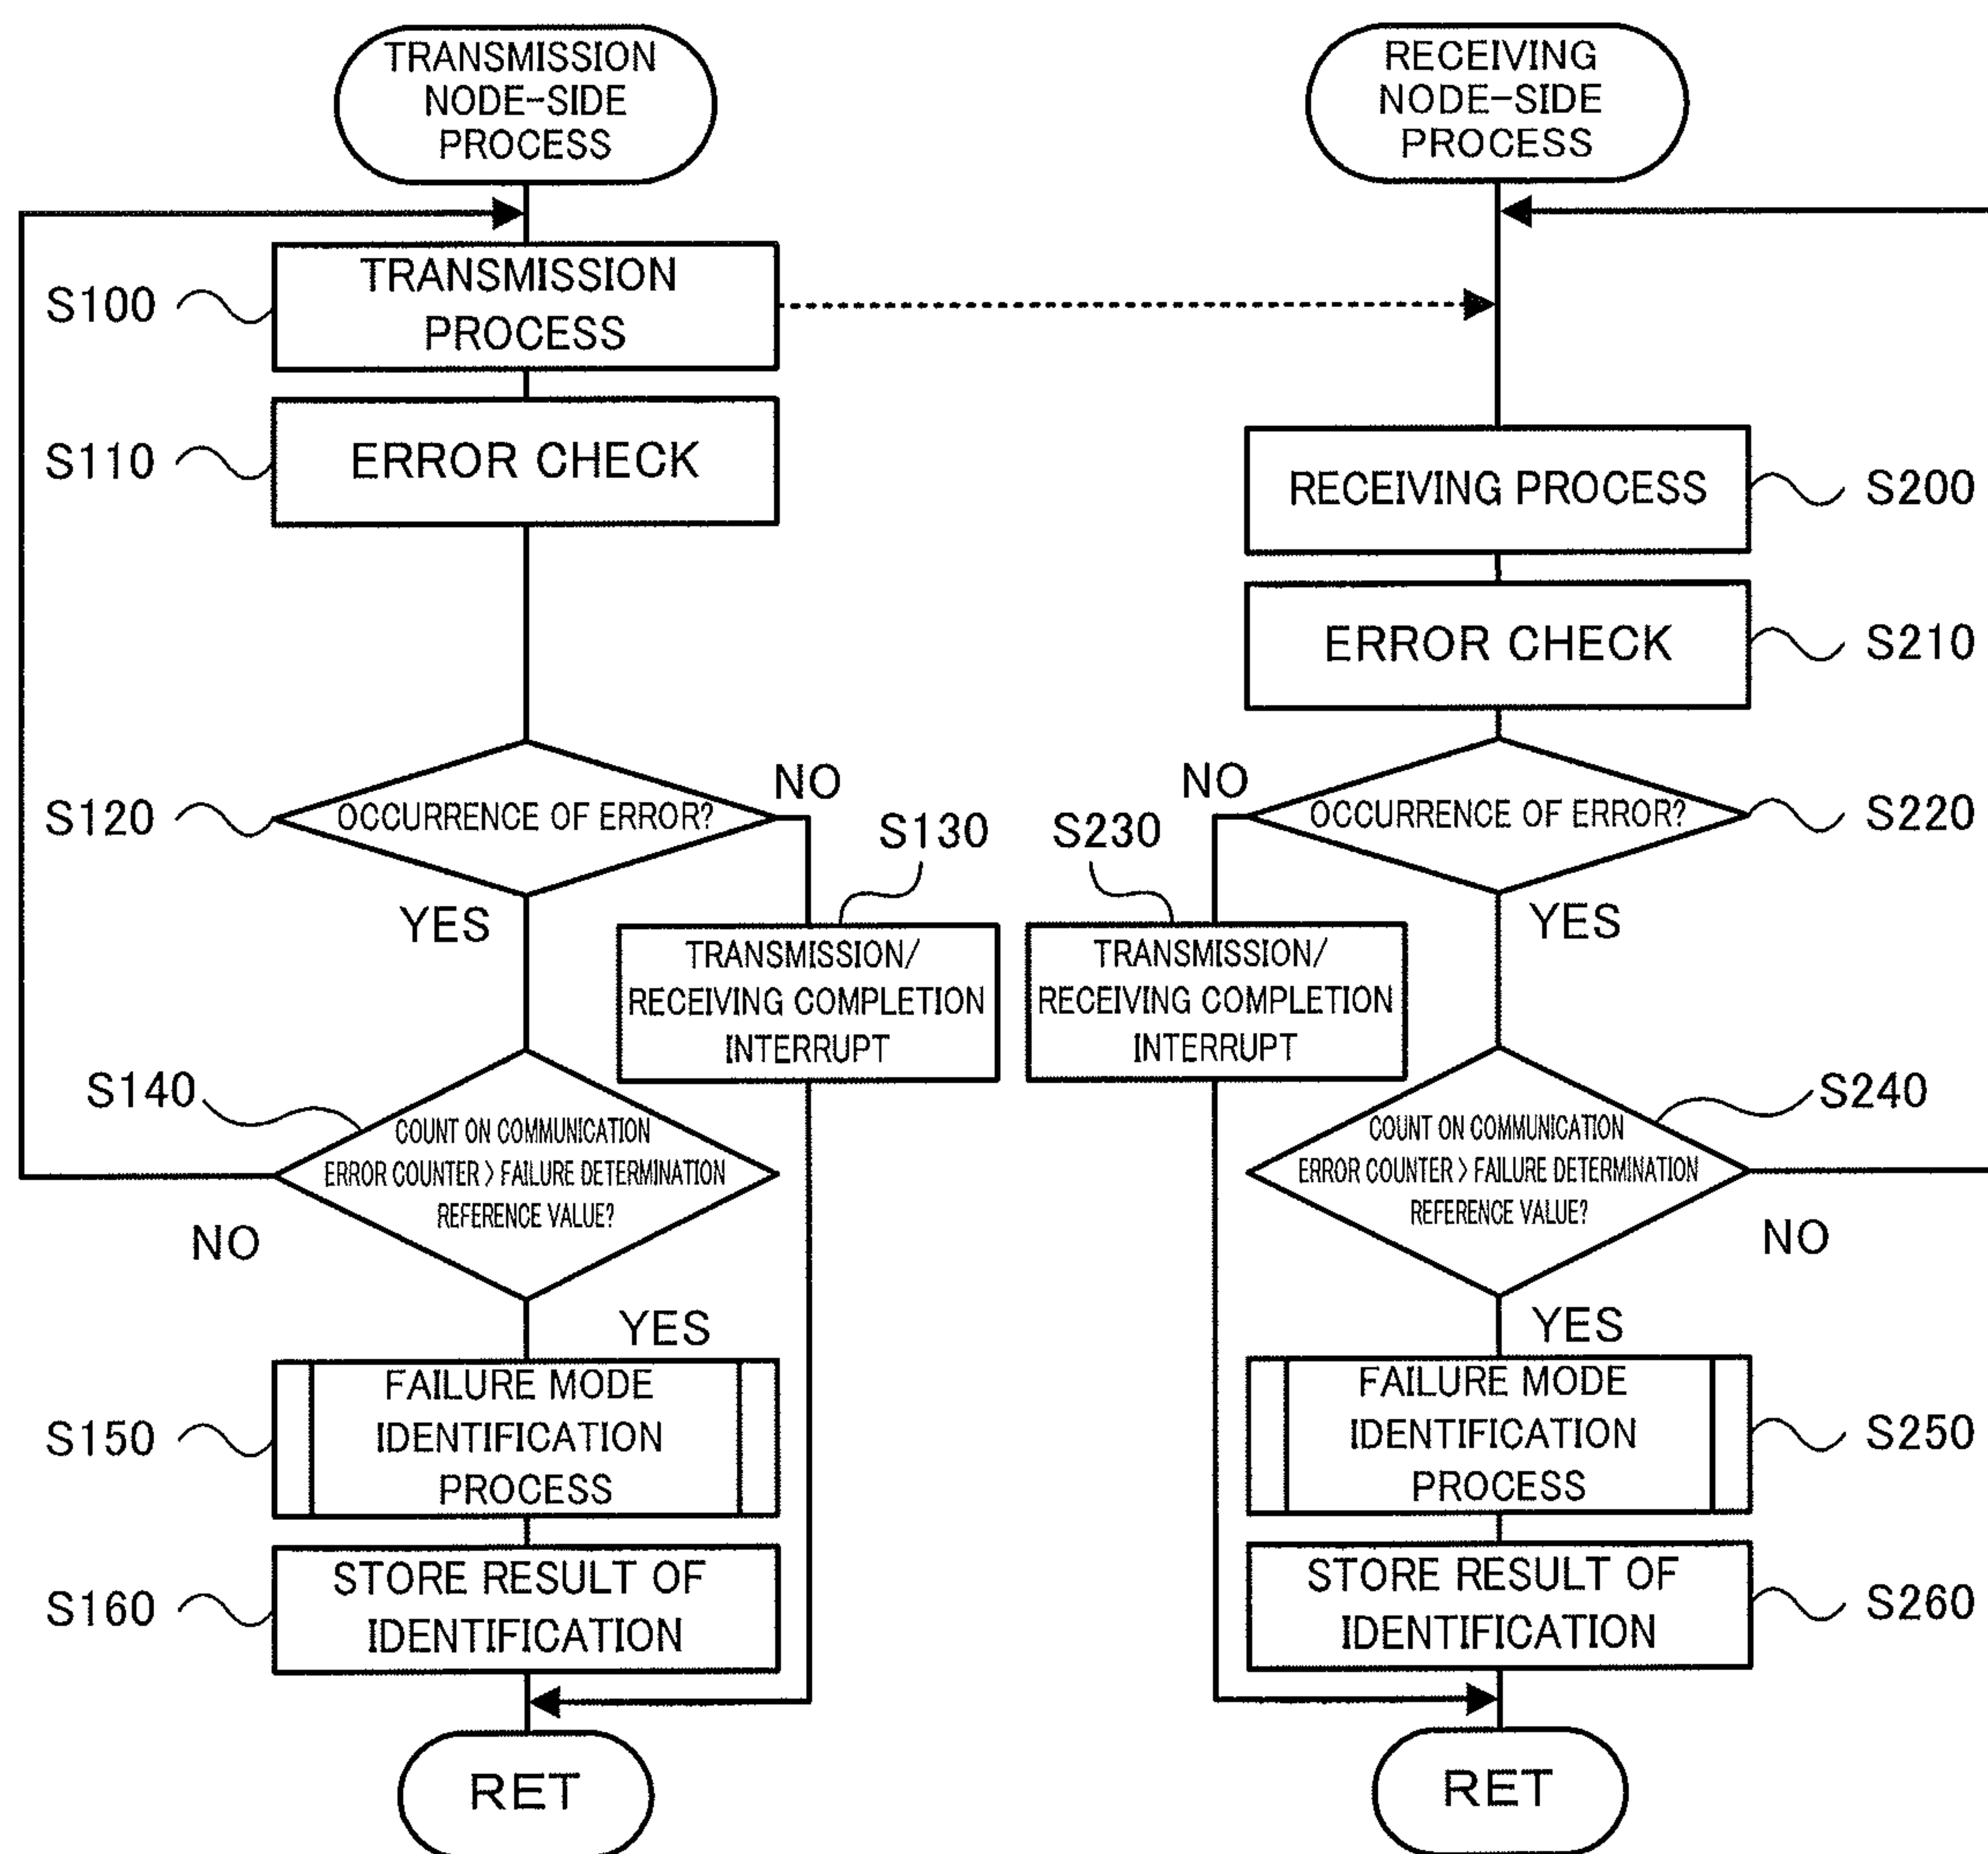 TRANSMISSION
NODE-SIDE
PROCESS
S100
TRANSMISSION
PROCESS
S110
ERROR CHECK
S120
OCCURRENCE OF ERROR?
NO
YES
S130
TRANSMISSION/
RECEIVING COMPLETION
INTERRUPT
S140
COUNT ON COMMUNICATION
ERROR COUNTER > FAILURE DETERMINATION
REFERENCE VALUE?
NO
YES
S150
FAILURE MODE
IDENTIFICATION
PROCESS
S160
STORE RESULT OF
IDENTIFICATION
RET
RECEIVING
NODE-SIDE
PROCESS
RECEIVING PROCESS
S200
ERROR CHECK
S210
NO
OCCURRENCE OF ERROR?
S220
S230
YES
TRANSMISSION/
RECEIVING COMPLETION
INTERRUPT
S240
COUNT ON COMMUNICATION
ERROR COUNTER > FAILURE DETERMINATION
REFERENCE VALUE?
NO
YES
FAILURE MODE
IDENTIFICATION
PROCESS
S250
STORE RESULT OF
IDENTIFICATION
S260
RET